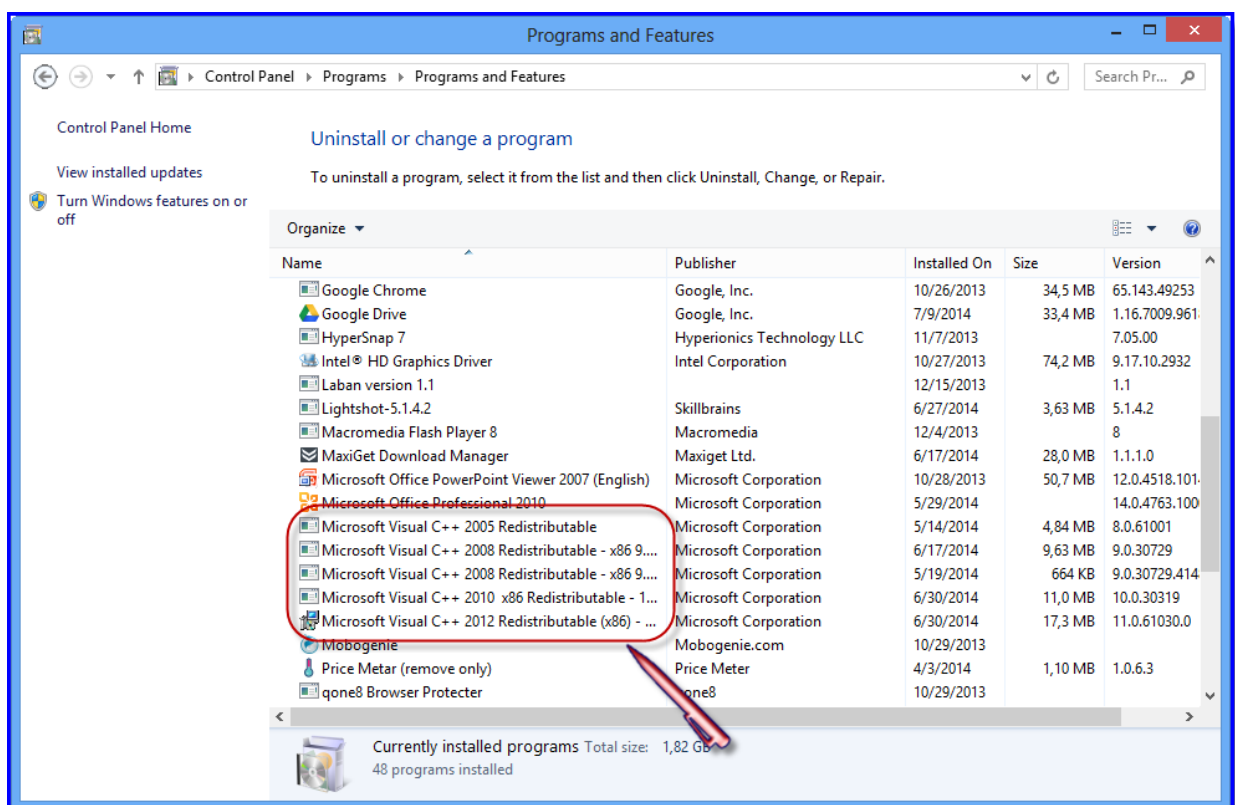 Programs and Features
Control Panel Programs Programs and Features Search Pr...
Control Panel Home
View installed updates
Turn Windows features on or
off
Uninstall or change a program
To uninstall a program, select it from the list and then click Uninstall, Change, or Repair.
Organize
Name Publisher Installed On Size Version
Google Chrome Google, Inc. 10/26/2013 34,5 MB 65.143.49253
Google Drive Google, Inc. 7/9/2014 33,4 MB 1.16.7009.961
HyperSnap 7 Hyperionics Technology LLC 11/7/2013 7.05.00
Intel® HD Graphics Driver Intel Corporation 10/27/2013 74,2 MB 9.17.10.2932
Laban version 1.1 12/15/2013 1.1
Lightshot-5.1.4.2 Skillbrains 6/27/2014 3,63 MB 5.1.4.2
Macromedia Flash Player 8 Macromedia 12/4/2013 8
MaxiGet Download Manager Maxiget Ltd. 6/17/2014 28,0 MB 1.1.1.0
Microsoft Office PowerPoint Viewer 2007 (English) Microsoft Corporation 10/28/2013 50,7 MB 12.0.4518.101
Microsoft Office Professional 2010 Microsoft Corporation 5/29/2014 14.0.4763.100
Microsoft Visual C++ 2005 Redistributable Microsoft Corporation 5/14/2014 4,84 MB 8.0.61001
Microsoft Visual C++ 2008 Redistributable - x86 9.... Microsoft Corporation 6/17/2014 9,63 MB 9.0.30729
Microsoft Visual C++ 2008 Redistributable - x86 9.... Microsoft Corporation 5/19/2014 664 KB 9.0.30729.414
Microsoft Visual C++ 2010 x86 Redistributable - 1... Microsoft Corporation 6/30/2014 11,0 MB 10.0.30319
Microsoft Visual C++ 2012 Redistributable (x86) - ... Microsoft Corporation 6/30/2014 17,3 MB 11.0.61030.0
Mobogenie Mobogenie.com 10/29/2013
Price Metar (remove only) Price Meter 4/3/2014 1,10 MB 1.0.6.3
qone8 Browser Protecter qone8 10/29/2013
Currently installed programs Total size: 1,82 GB
48 programs installed